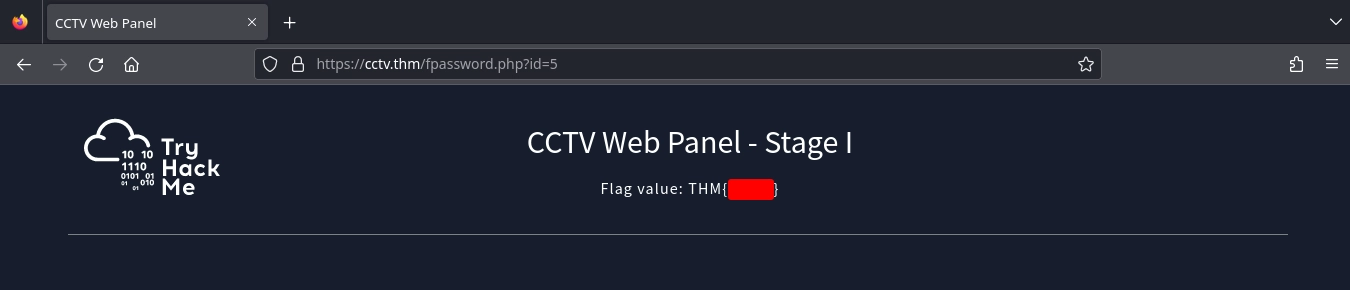 CCTV Web Panel
https://cctv.thm/fpassword.php?id=5
Try
Hack
Me
10 10
1110
0101 01
01 01 010
CCTV Web Panel - Stage I
Flag value: THM{ }